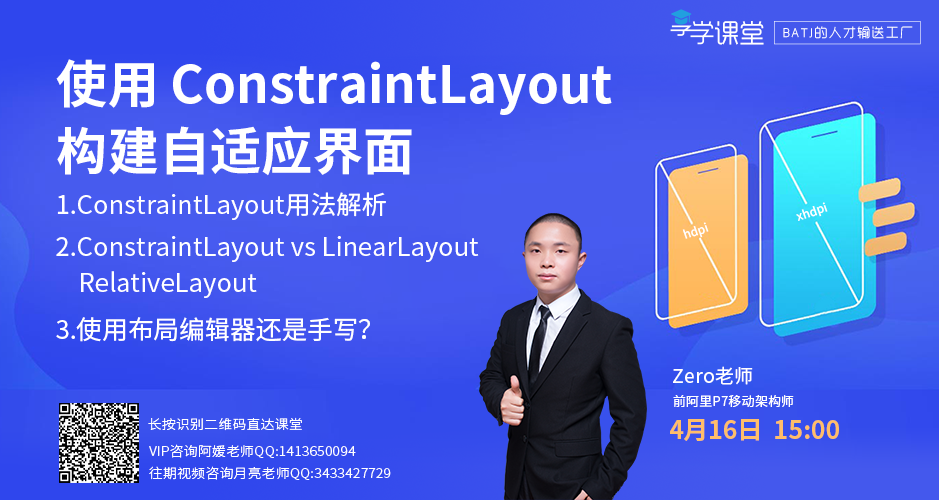 学学课堂
BATJ的人才输送工厂
使用 ConstraintLayout
构建自适应界面
1.ConstraintLayout用法解析
2.ConstraintLayout vs LinearLayout
RelativeLayout
3.使用布局编辑器还是手写?
hdpi
xhdpi
Zero老师
前阿里P7移动架构师
4月16日 15:00
长按识别二维码直达课堂
VIP咨询阿媛老师QQ:1413650094
往期视频咨询月亮老师QQ:3433427729